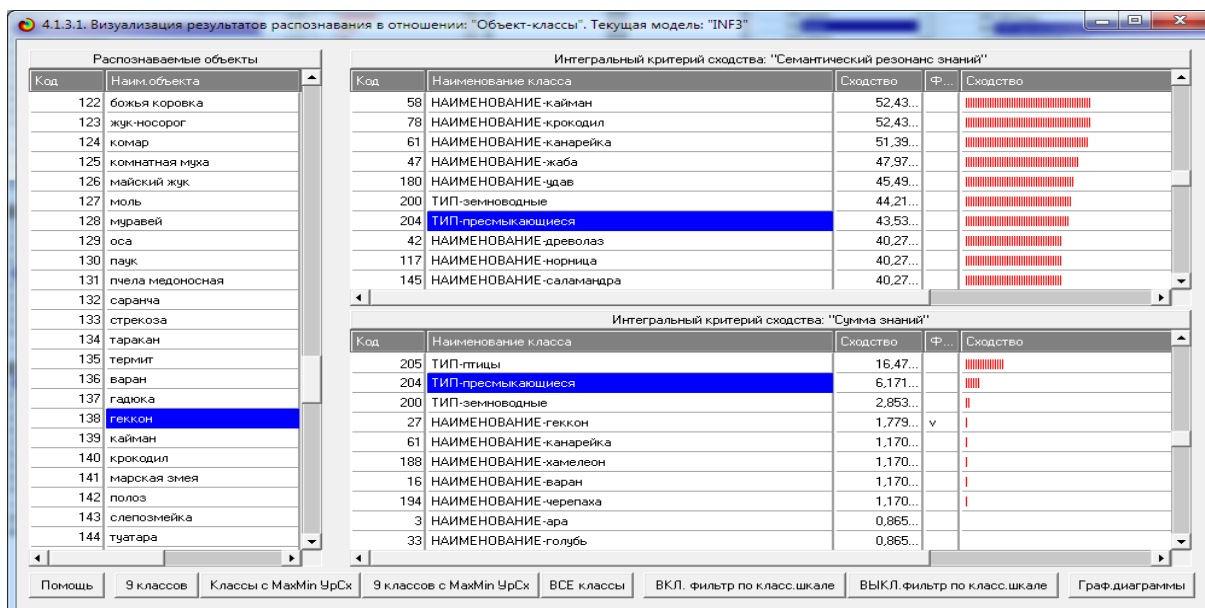 4.1.3.1. Визуализация результатов распознавания в отношении: "Объект-классы". Текущая модель: "INF3"
Распознаваемые объекты
Код Наим.объекта
122 божья коровка
123 жук-носорог
124 комар
125 комнатная муха
126 майский жук
127 моль
128 муравей
129 оса
130 паук
131 пчела медоносная
132 саранча
133 стрекоза
134 таракан
135 термит
136 варан
137 гадюка
138 геккон
139 кайман
140 крокодил
141 марская змея
142 полоз
143 слепозмейка
144 туатара
Интегральный критерий сходства: "Семантический резонанс знаний"
Код Наименование класса Сходство Ф... Сходство
58 НАИМЕНОВАНИЕ-кайман 52,43...
78 НАИМЕНОВАНИЕ-крокодил 52,43...
61 НАИМЕНОВАНИЕ-канарейка 51,39...
47 НАИМЕНОВАНИЕ-жаба 47,97...
180 НАИМЕНОВАНИЕ-удав 45,49...
200 ТИП-земноводные 44,21...
204 ТИП-пресмыкающиеся 43,53...
42 НАИМЕНОВАНИЕ-древолаз 40,27...
117 НАИМЕНОВАНИЕ-норница 40,27...
145 НАИМЕНОВАНИЕ-саламандра 40,27...
Интегральный критерий сходства: "Сумма знаний"
Код Наименование класса Сходство Ф... Сходство
205 ТИП-птицы 16,47...
204 ТИП-пресмыкающиеся 6,171...
200 ТИП-земноводные 2,853...
27 НАИМЕНОВАНИЕ-геккон 1,779... v
61 НАИМЕНОВАНИЕ-канарейка 1,170...
188 НАИМЕНОВАНИЕ-хамелеон 1,170...
16 НАИМЕНОВАНИЕ-варан 1,170...
194 НАИМЕНОВАНИЕ-черепаха 1,170...
3 НАИМЕНОВАНИЕ-ара 0,865...
33 НАИМЕНОВАНИЕ-голубь 0,865...
Помощь 9 классов Классы с MaxMin УрСх 9 классов с MaxMin УрСх ВСЕ классы ВКЛ. фильтр по класс.шкале ВЫКЛ.фильтр по класс.шкале Граф.диаграммы